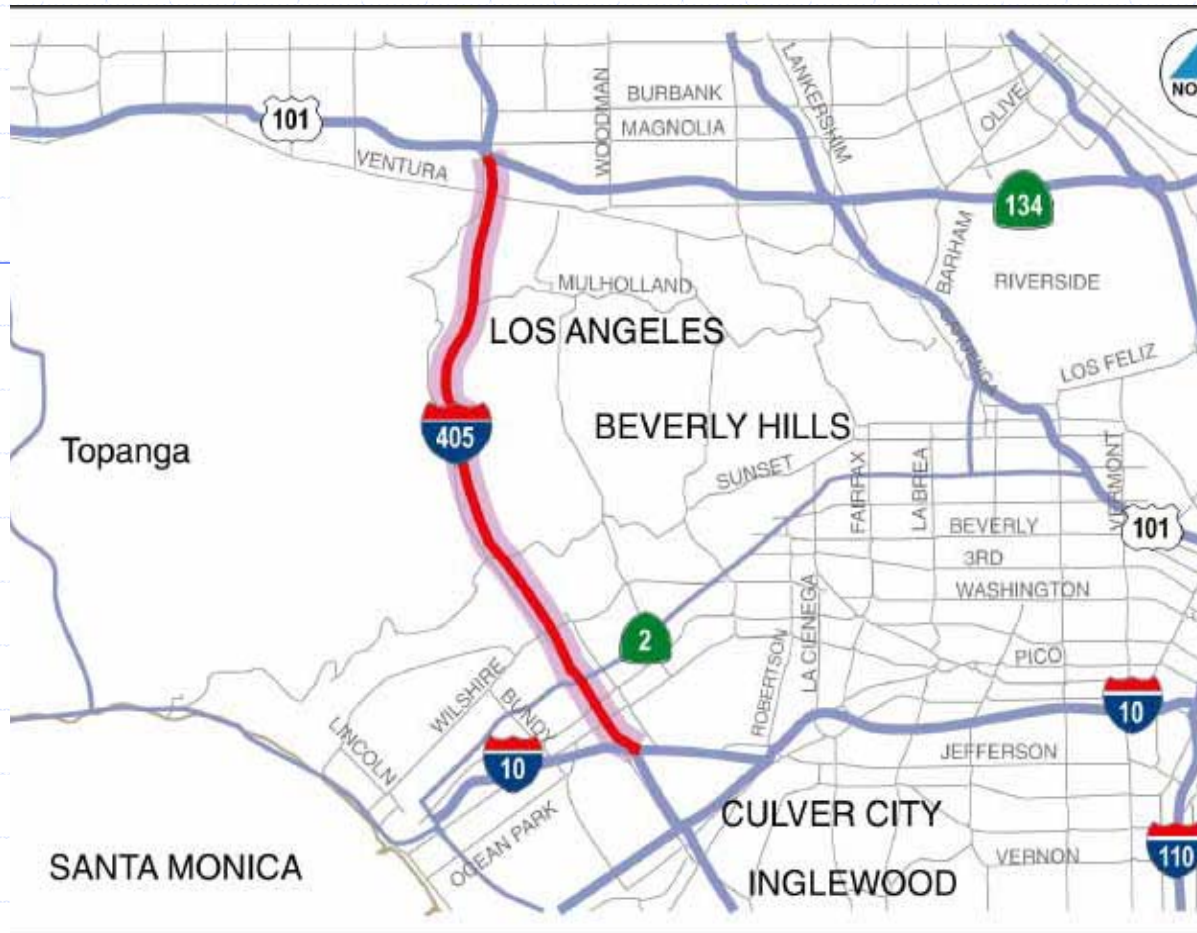 NO
LANKERSHIM
WOODMAN
BURBANK
OLIVE
101
MAGNOLIA
VENTURA
134
BARHAM
MULHOLLAND
RIVERSIDE
LOS ANGELES
CAHUENGA
LOS FELIZ
BEVERLY HILLS
405
Topanga
SUNSET
FAIRFAX
LA BREA
VERMONT
BEVERLY
101
3RD
WASHINGTON
LA CIENEGA
2
PICO
ROBERTSON
WILSHIRE
BUNDY
10
LINCOLN
10
JEFFERSON
CULVER CITY
OCEAN PARK
VERNON
110
SANTA MONICA
INGLEWOOD